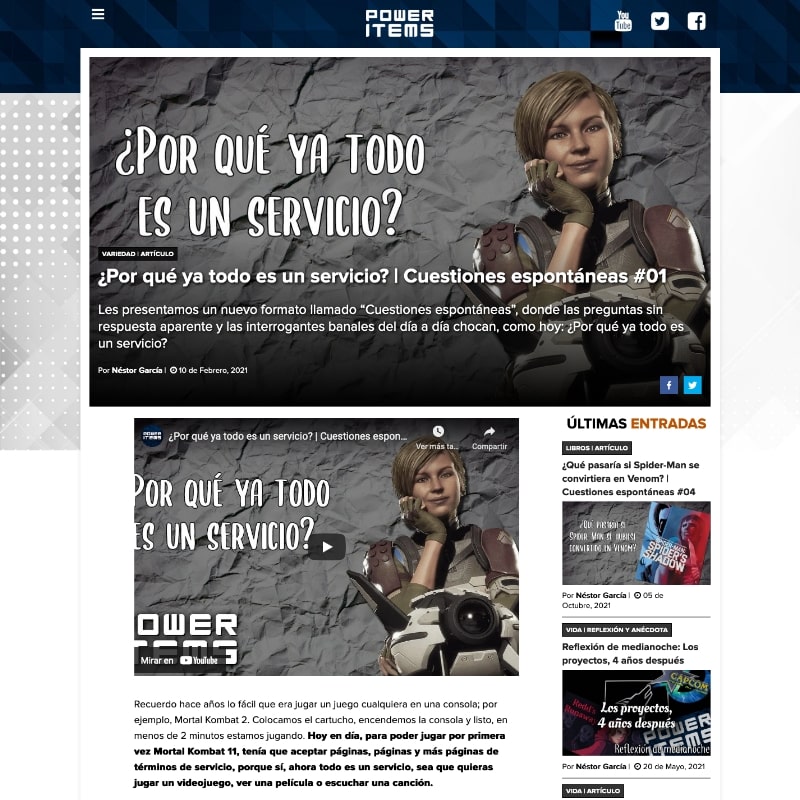 POWER
ITEMS
You
Tube
¿POR QUÉ YA TODO
ES UN SERVICIO?
VARIEDAD | ARTÍCULO
¿Por qué ya todo es un servicio? | Cuestiones espontáneas #01
Les presentamos un nuevo formato llamado “Cuestiones espontáneas”, donde las preguntas sin
respuesta aparente y las interrogantes banales del día a día chocan, como hoy: ¿Por qué ya todo es
un servicio?
Por Néstor García | 10 de Febrero, 2021
POWER
ITEMS
¿Por qué ya todo es un servicio? | Cuestiones espon...
Ver más ta...
Compartir
POR QUÉ YA TODO
ES UN SERVICIO?
OWER
Mirar en YouTube
Recuerdo hace años lo fácil que era jugar un juego cualquiera en una consola; por
ejemplo, Mortal Kombat 2. Colocamos el cartucho, encendemos la consola y listo, en
menos de 2 minutos estamos jugando. Hoy en día, para poder jugar por primera
vez Mortal Kombat 11, tenía que aceptar páginas, páginas y más páginas de
términos de servicio, porque sí, ahora todo es un servicio, sea que quieras
jugar un videojuego, ver una película o escuchar una canción.
ÚLTIMAS ENTRADAS
LIBROS | ARTÍCULO
¿Qué pasaría si Spider-Man se
convirtiera en Venom? |
Cuestiones espontáneas #04
¿QUÉ PASARÍA SI
SPIDER-MAN SE HUBIESE
CONVERTIDO EN VENOM?
SPIDER-MAN
SPIDER'S
SHADOW
Por Néstor García | 05 de
Octubre, 2021
VIDA | REFLEXIÓN Y ANÉCDOTA
Reflexión de medianoche: Los
proyectos, 4 años después
CAPCOM
Los proyectos,
4 años después
POWER
ITEMS
Reflexión de medianoche
Por Néstor García | 20 de Mayo, 2021
VIDA | ARTÍCULO